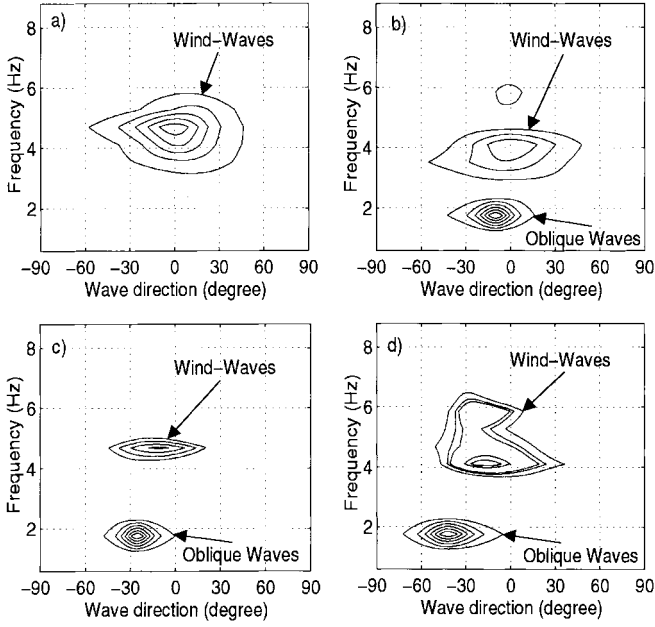 a)
Wind-Waves
8
6
4
2
Frequency (Hz)
-90 -60 -30 0 30 60 90
Wave direction (degree)
b)
Wind-Waves
Oblique Waves
8
6
4
2
Frequency (Hz)
-90 -60 -30 0 30 60 90
Wave direction (degree)
c)
Wind-Waves
Oblique Waves
8
6
4
2
Frequency (Hz)
-90 -60 -30 0 30 60 90
Wave direction (degree)
d)
Wind-Waves
Oblique Waves
8
6
4
2
Frequency (Hz)
-90 -60 -30 0 30 60 90
Wave direction (degree)